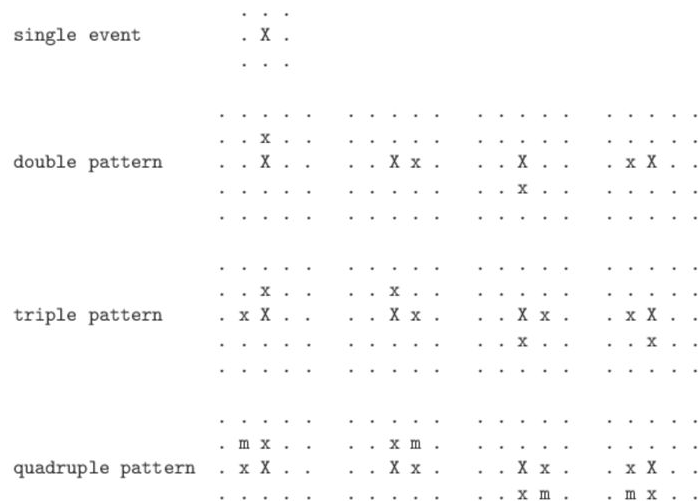 . . .
single event . X .
. . .
. . . . . . . . . . . . . . . . . . . .
. . x . . . . . . . . . . . . . . . . .
double pattern . . X . . . . X x . . . X . . . x X . .
. . . . . . . . . . . . x . . . . . . .
. . . . . . . . . . . . . . . . . . . .
. . . . . . . . . . . . . . . . . . . .
. . x . . . . x . . . . . . . . . . . .
triple pattern . x X . . . . X x . . . X x . . x X . .
. . . . . . . . . . . . x . . . . x . .
. . . . . . . . . . . . . . . . . . . .
. . . . . . . . . . . . . . . . . . . .
. m x . . . . x m . . . . . . . . . . .
quadruple pattern . x X . . . . X x . . . X x . . x X . .
. . . . . . . . . . . . x m . . m x . .